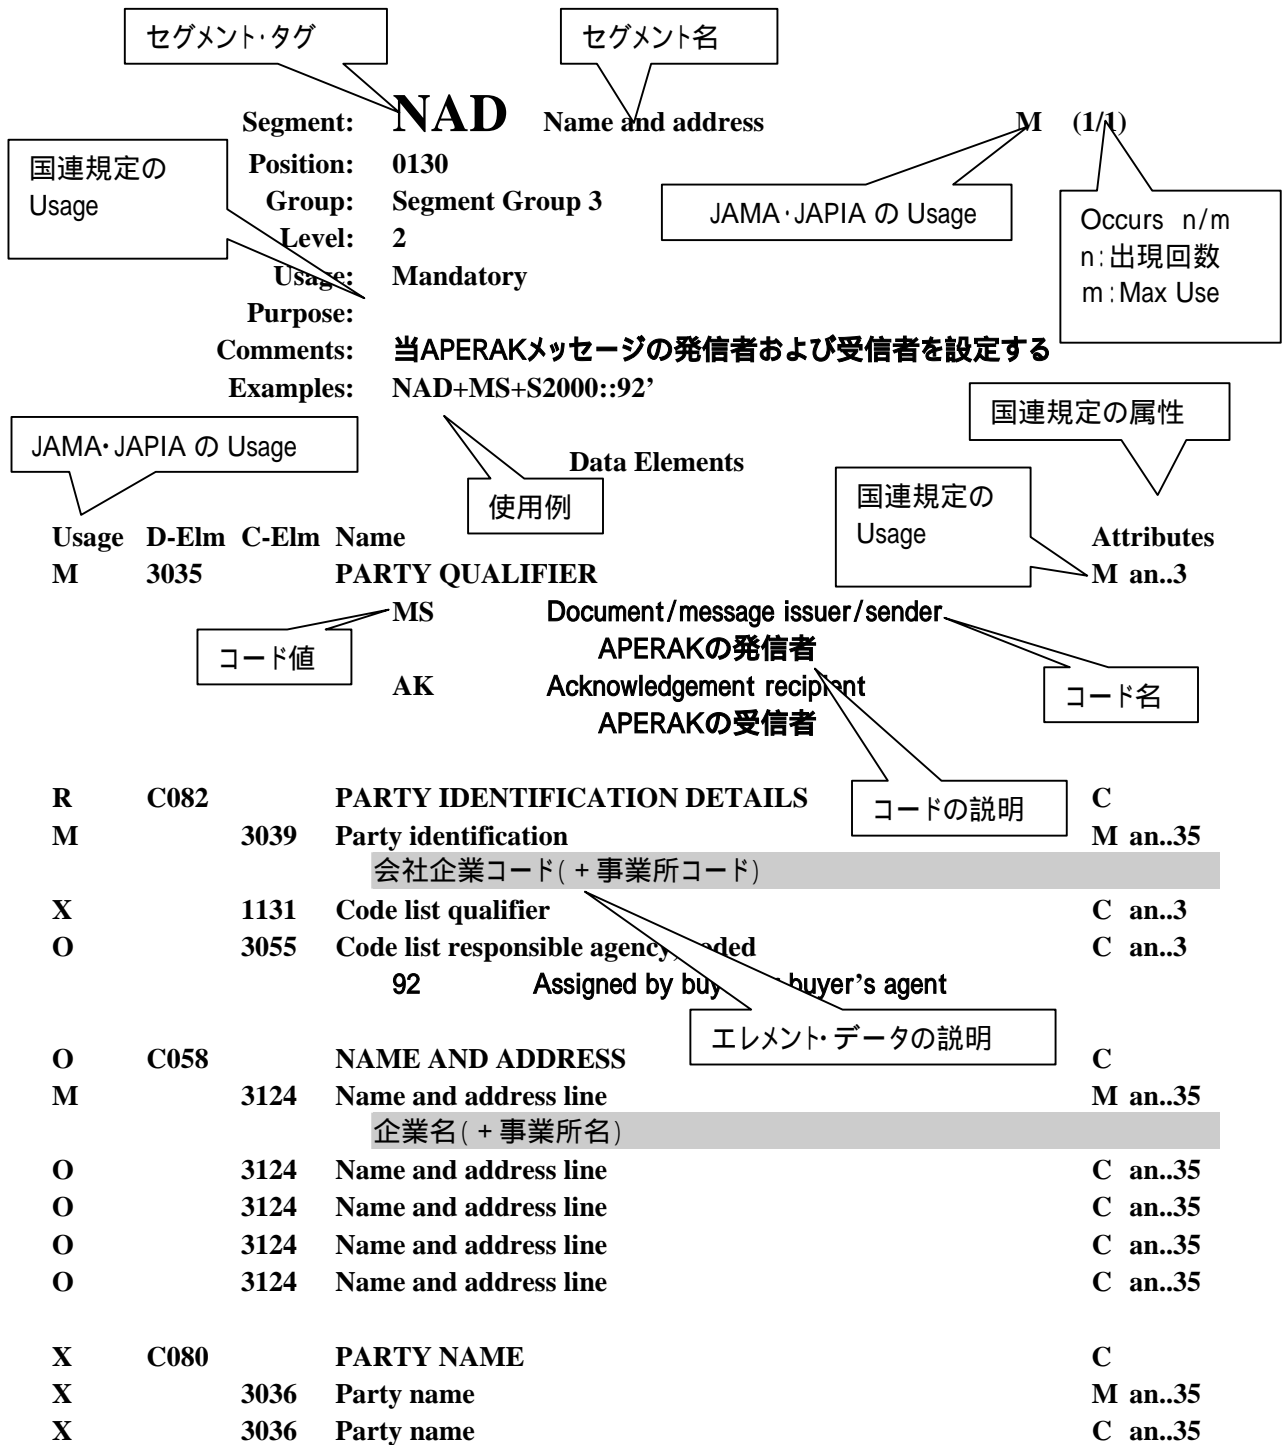 セグメント・タグ
セグメント名
Segment: NAD Name and address M (1/1)
国連規定の
Usage
Position: 0130
Group: Segment Group 3
JAMA・JAPIA の Usage
Occurs n/m
n:出現回数
m:Max Use
Level: 2
Usage: Mandatory
Purpose:
Comments: 当APERAKメッセージの発信者および受信者を設定する
Examples: NAD+MS+S2000::92’
国連規定の属性
JAMA・JAPIA の Usage
Data Elements
使用例
国連規定の
Usage
Usage D-Elm C-Elm Name Attributes
M 3035 PARTY QUALIFIER M an..3
MS Document/message issuer/sender
APERAKの発信者
コード値
AK Acknowledgement recipient
コード名
APERAKの受信者
R C082 PARTY IDENTIFICATION DETAILS C
コードの説明
M 3039 Party identification M an..35
会社企業コード(+事業所コード)
X 1131 Code list qualifier C an..3
O 3055 Code list responsible agency, coded C an..3
92 Assigned by buyer or buyer’s agent
エレメント・データの説明
O C058 NAME AND ADDRESS C
M 3124 Name and address line M an..35
企業名(+事業所名)
O 3124 Name and address line C an..35
O 3124 Name and address line C an..35
O 3124 Name and address line C an..35
O 3124 Name and address line C an..35
X C080 PARTY NAME C
X 3036 Party name M an..35
X 3036 Party name C an..35